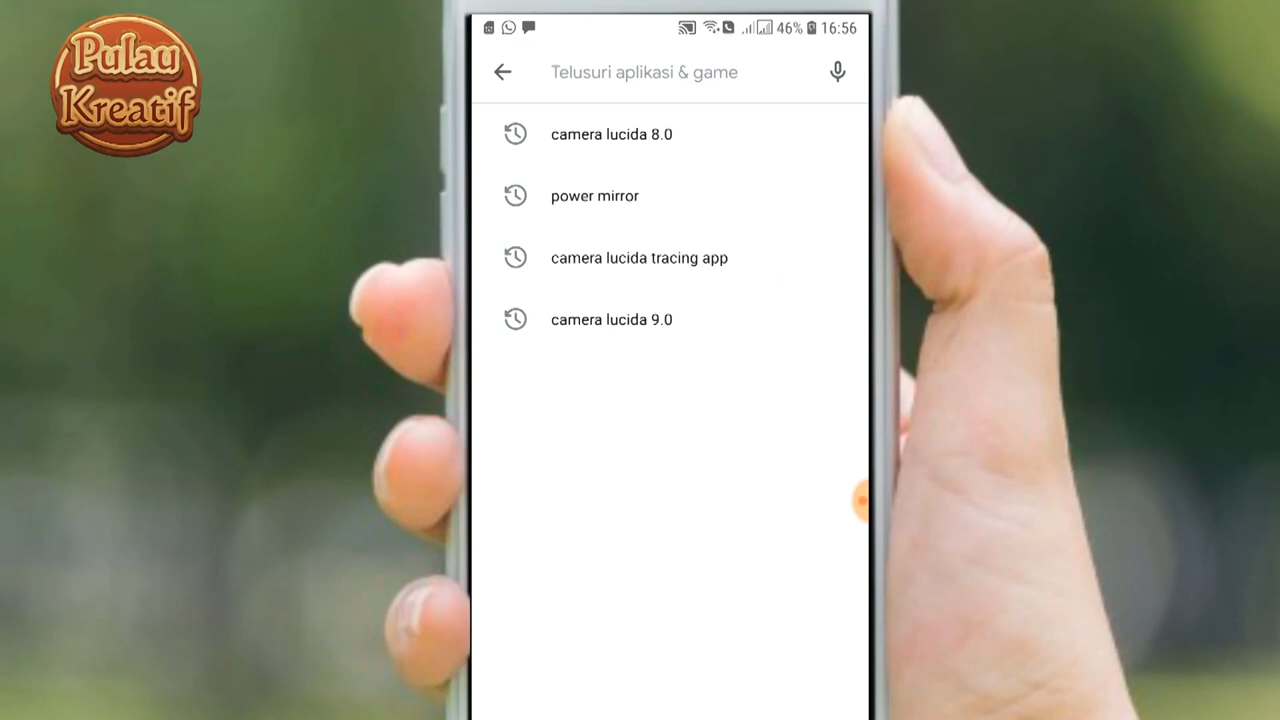 Pulau
Kreatif
46% 16:56
Telusuri aplikasi & game
camera lucida 8.0
power mirror
camera lucida tracing app
camera lucida 9.0